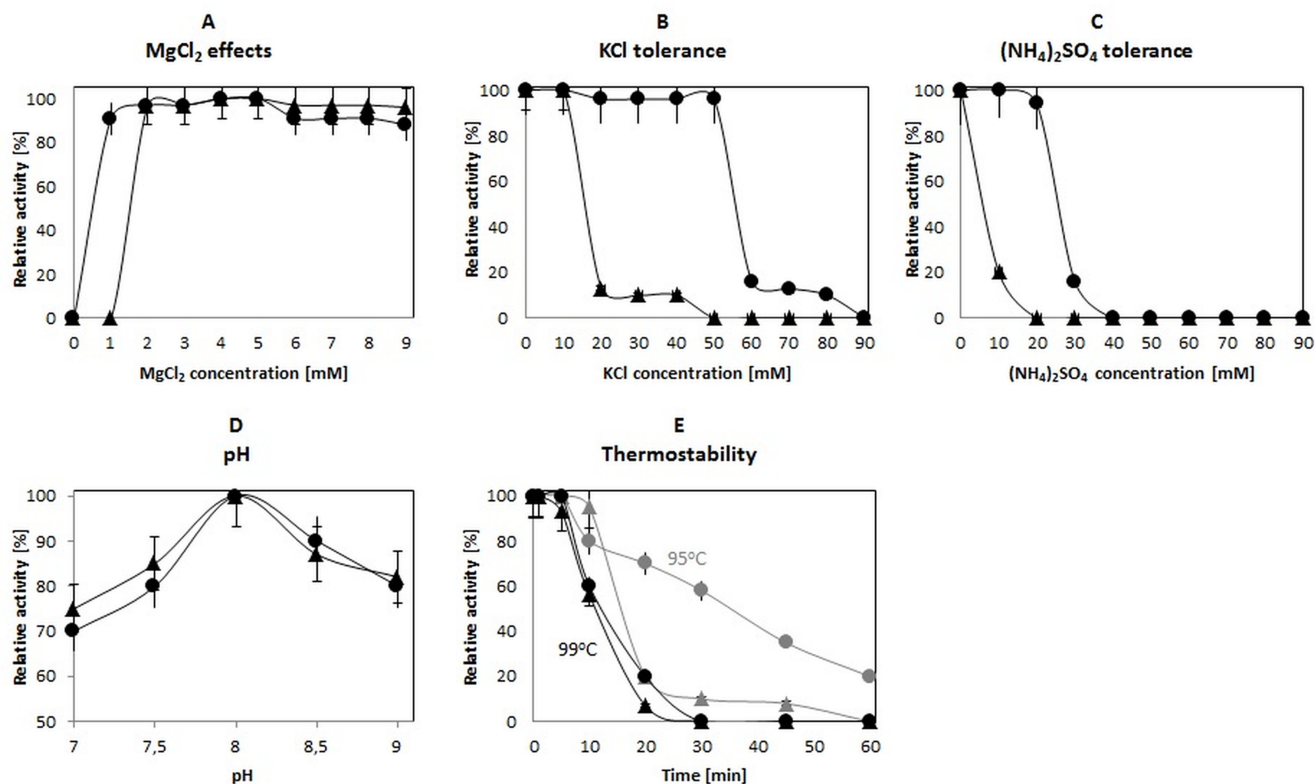 A
MgCl₂ effects
Relative activity [%]
100
80
60
40
20
0
0 1 2 3 4 5 6 7 8 9
MgCl₂ concentration [mM]
B
KCl tolerance
Relative activity [%]
100
80
60
40
20
0
0 10 20 30 40 50 60 70 80 90
KCl concentration [mM]
C
(NH₄)₂SO₄ tolerance
Relative activity [%]
100
80
60
40
20
0
0 10 20 30 40 50 60 70 80 90
(NH₄)₂SO₄ concentration [mM]
D
pH
Relative activity [%]
100
90
80
70
60
50
7 7,5 8 8,5 9
pH
E
Thermostability
Relative activity [%]
100
80
60
40
20
0
95ºC
99ºC
0 10 20 30 40 50 60
Time [min]